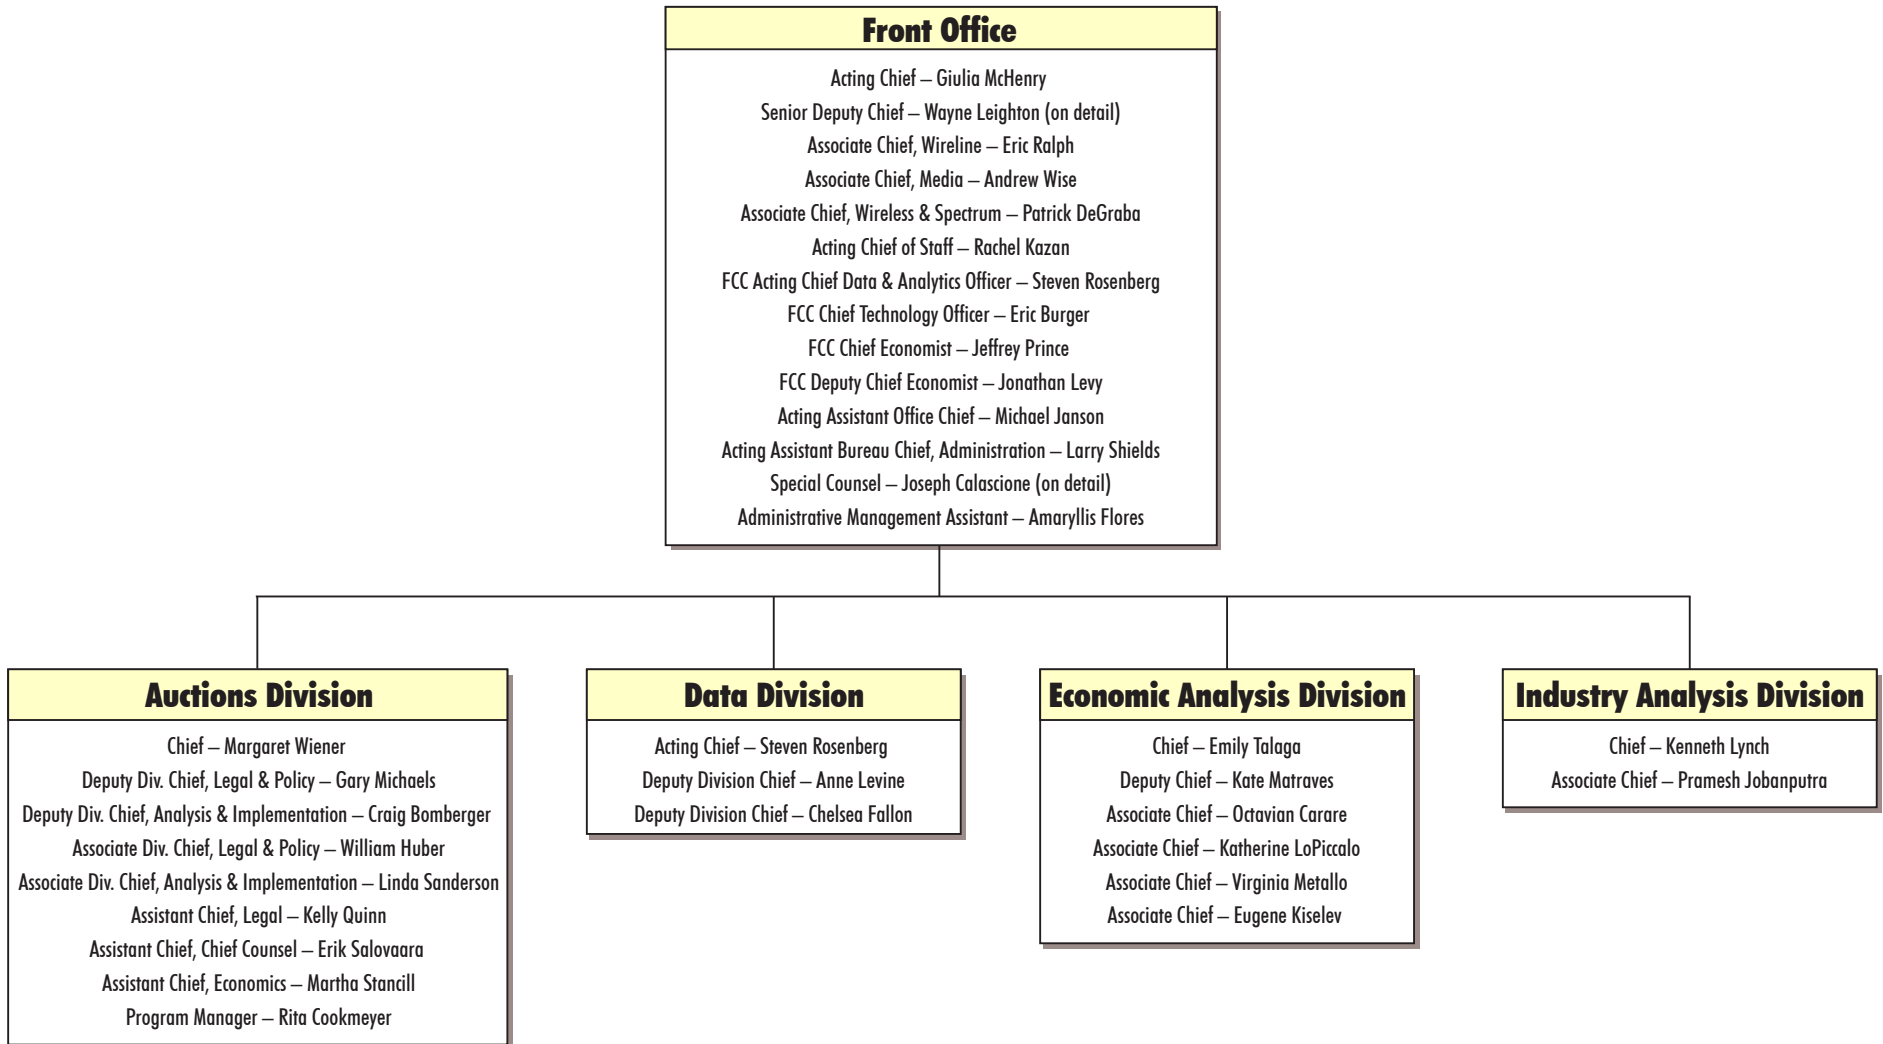 Front Office
Acting Chief – Giulia McHenry
Senior Deputy Chief – Wayne Leighton (on detail)
Associate Chief, Wireline – Eric Ralph
Associate Chief, Media – Andrew Wise
Associate Chief, Wireless & Spectrum – Patrick DeGraba
Acting Chief of Staff – Rachel Kazan
FCC Acting Chief Data & Analytics Officer – Steven Rosenberg
FCC Chief Technology Officer – Eric Burger
FCC Chief Economist – Jeffrey Prince
FCC Deputy Chief Economist – Jonathan Levy
Acting Assistant Office Chief – Michael Janson
Acting Assistant Bureau Chief, Administration – Larry Shields
Special Counsel – Joseph Calascione (on detail)
Administrative Management Assistant – Amaryllis Flores
Auctions Division
Chief – Margaret Wiener
Deputy Div. Chief, Legal & Policy – Gary Michaels
Deputy Div. Chief, Analysis & Implementation – Craig Bomberger
Associate Div. Chief, Legal & Policy – William Huber
Associate Div. Chief, Analysis & Implementation – Linda Sanderson
Assistant Chief, Legal – Kelly Quinn
Assistant Chief, Chief Counsel – Erik Salovaara
Assistant Chief, Economics – Martha Stancill
Program Manager – Rita Cookmeyer
Data Division
Acting Chief – Steven Rosenberg
Deputy Division Chief – Anne Levine
Deputy Division Chief – Chelsea Fallon
Economic Analysis Division
Chief – Emily Talaga
Deputy Chief – Kate Matraves
Associate Chief – Octavian Carare
Associate Chief – Katherine LoPiccalo
Associate Chief – Virginia Metallo
Associate Chief – Eugene Kiselev
Industry Analysis Division
Chief – Kenneth Lynch
Associate Chief – Pramesh Jobanputra